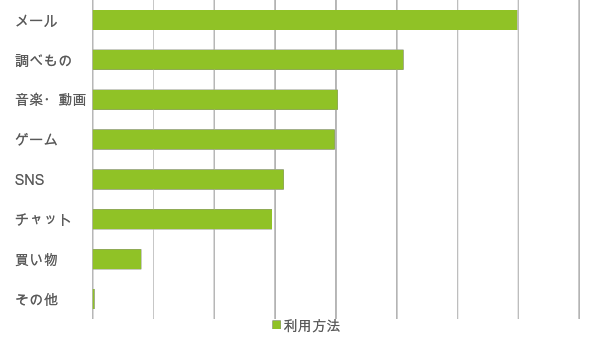 メール
調べもの
音楽・動画
ゲーム
SNS
チャット
買い物
その他
利用方法